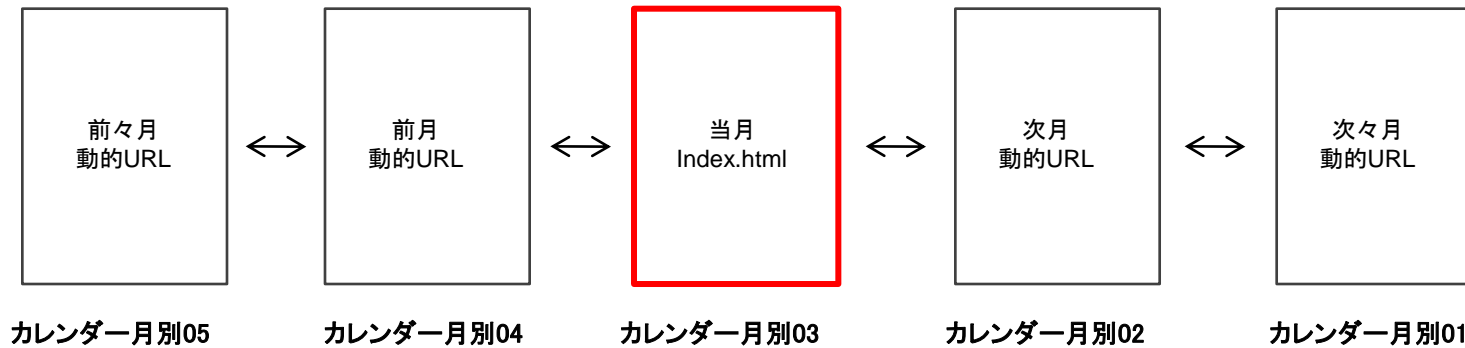 前々月
動的URL
前月
動的URL
当月
Index.html
次月
動的URL
次々月
動的URL
カレンダー月別05
カレンダー月別04
カレンダー月別03
カレンダー月別02
カレンダー月別01